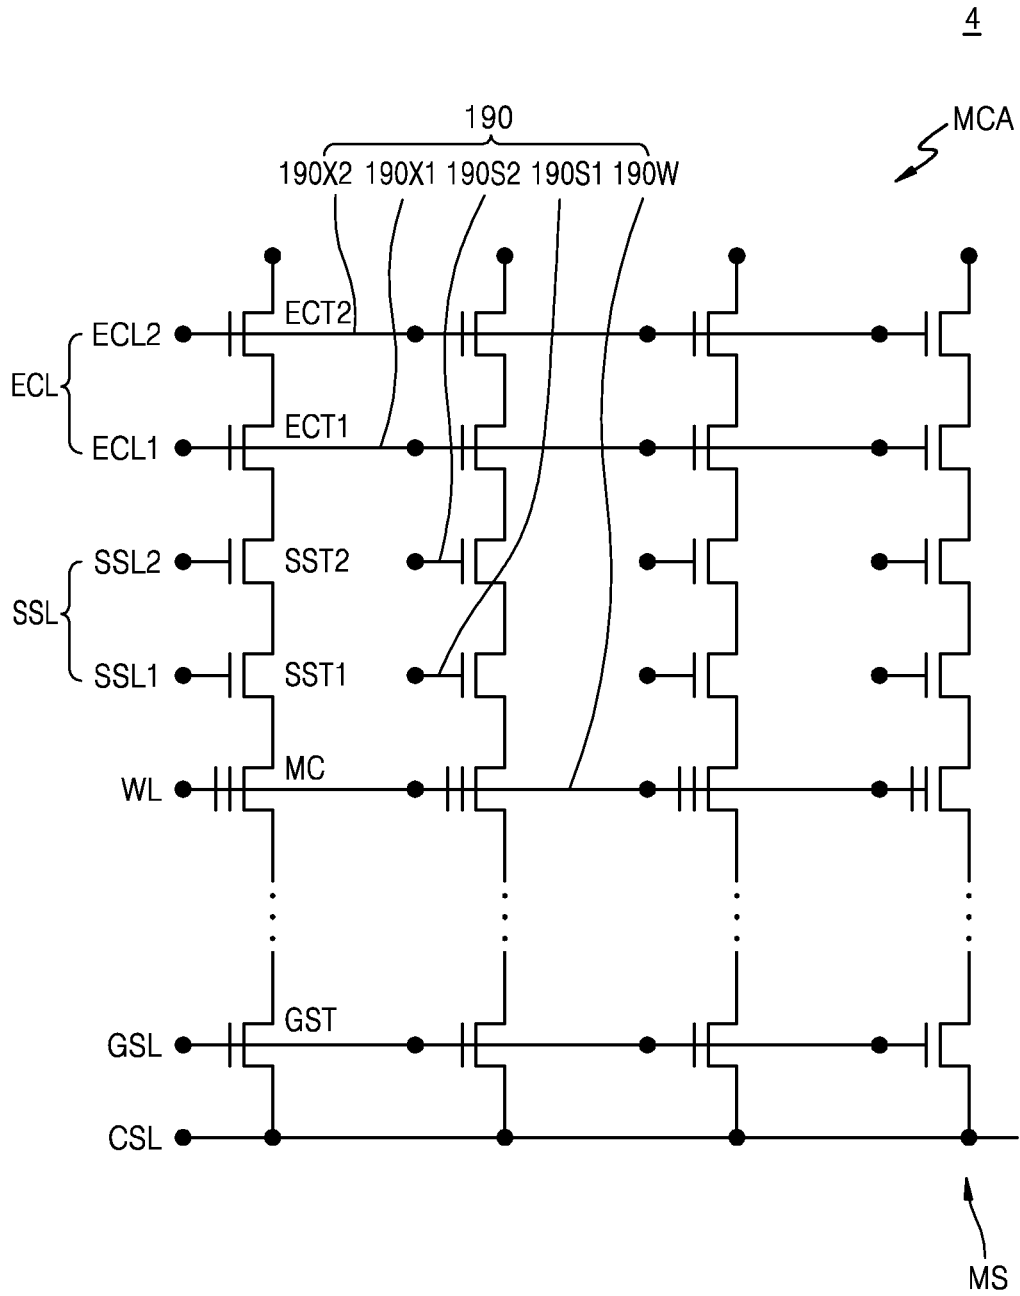 4
190
MCA
190X2 190X1 190S2 190S1 190W
ECT2
ECL2
ECL
ECT1
ECL1
SSL2 SST2
SSL
SSL1 SST1
MC
WL
GST
GSL
CSL
MS